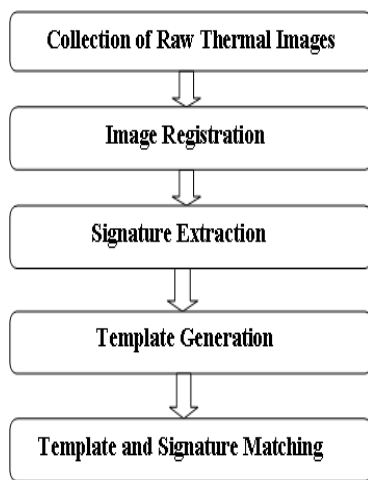 Collection of Raw Thermal Images
Image Registration
Signature Extraction
Template Generation
Template and Signature Matching